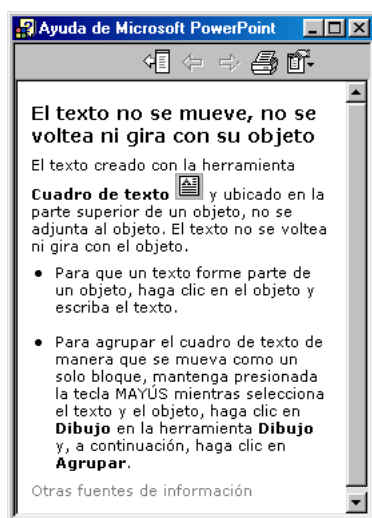 Ayuda de Microsoft PowerPoint
El texto no se mueve, no se
voltea ni gira con su objeto
El texto creado con la herramienta
Cuadro de texto y ubicado en la
parte superior de un objeto, no se
adjunta al objeto. El texto no se voltea
ni gira con el objeto.
• Para que un texto forme parte de
un objeto, haga clic en el objeto y
escriba el texto.
• Para agrupar el cuadro de texto de
manera que se mueva como un
solo bloque, mantenga presionada
la tecla MAYÚS mientras selecciona
el texto y el objeto, haga clic en
Dibujo en la herramienta Dibujo
y, a continuación, haga clic en
Agrupar.
Otras fuentes de información